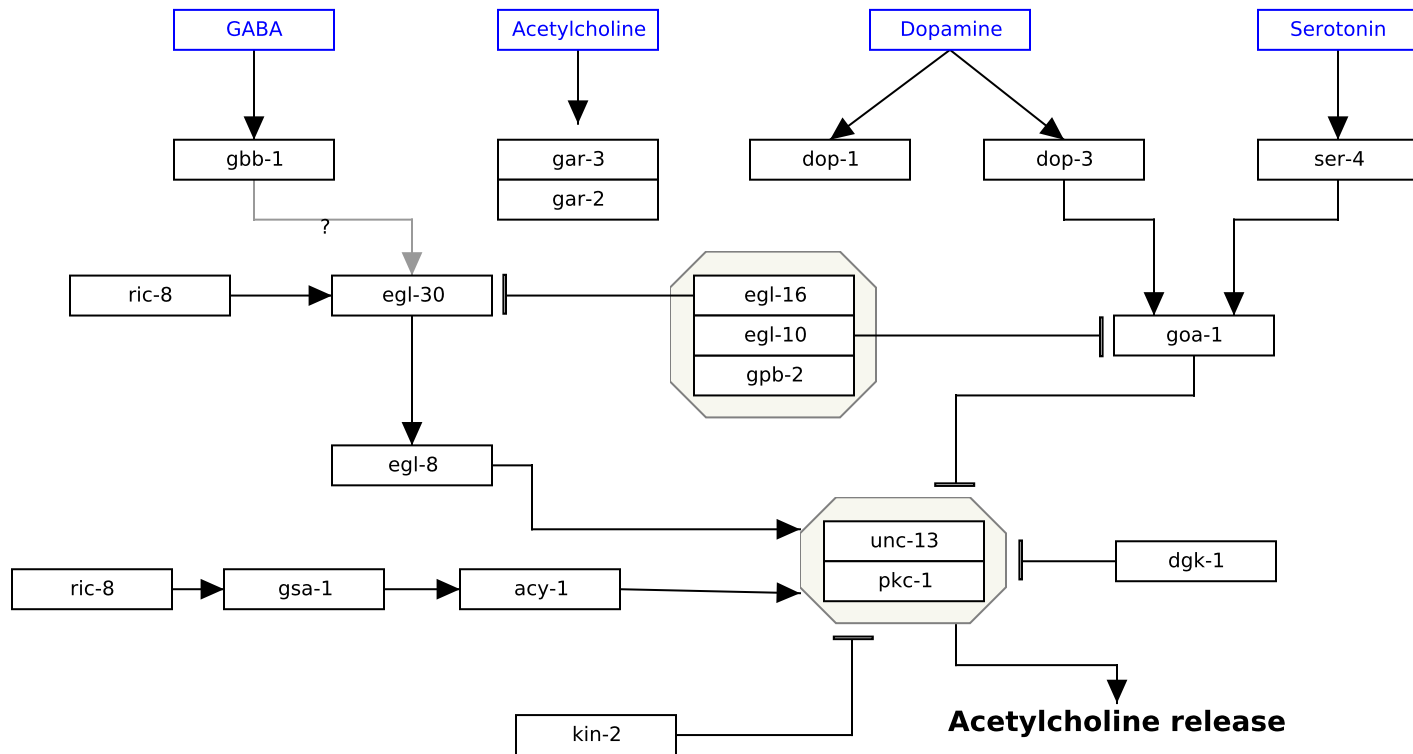 GABA
Acetylcholine
Dopamine
Serotonin
gbb-1
gar-3
gar-2
dop-1
dop-3
ser-4
?
ric-8
egl-30
egl-16
egl-10
gpb-2
goa-1
egl-8
unc-13
pkc-1
dgk-1
ric-8
gsa-1
acy-1
kin-2
Acetylcholine release